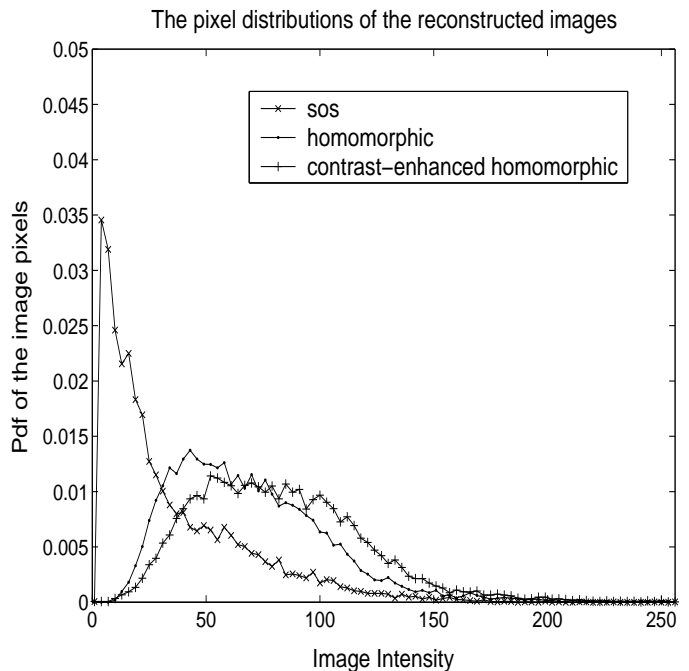 The pixel distributions of the reconstructed images
0.05
0.045
0.04
0.035
0.03
0.025
0.02
0.015
0.01
0.005
0
Pdf of the image pixels
sos
homomorphic
contrast−enhanced homomorphic
0
50
100
150
200
250
Image Intensity